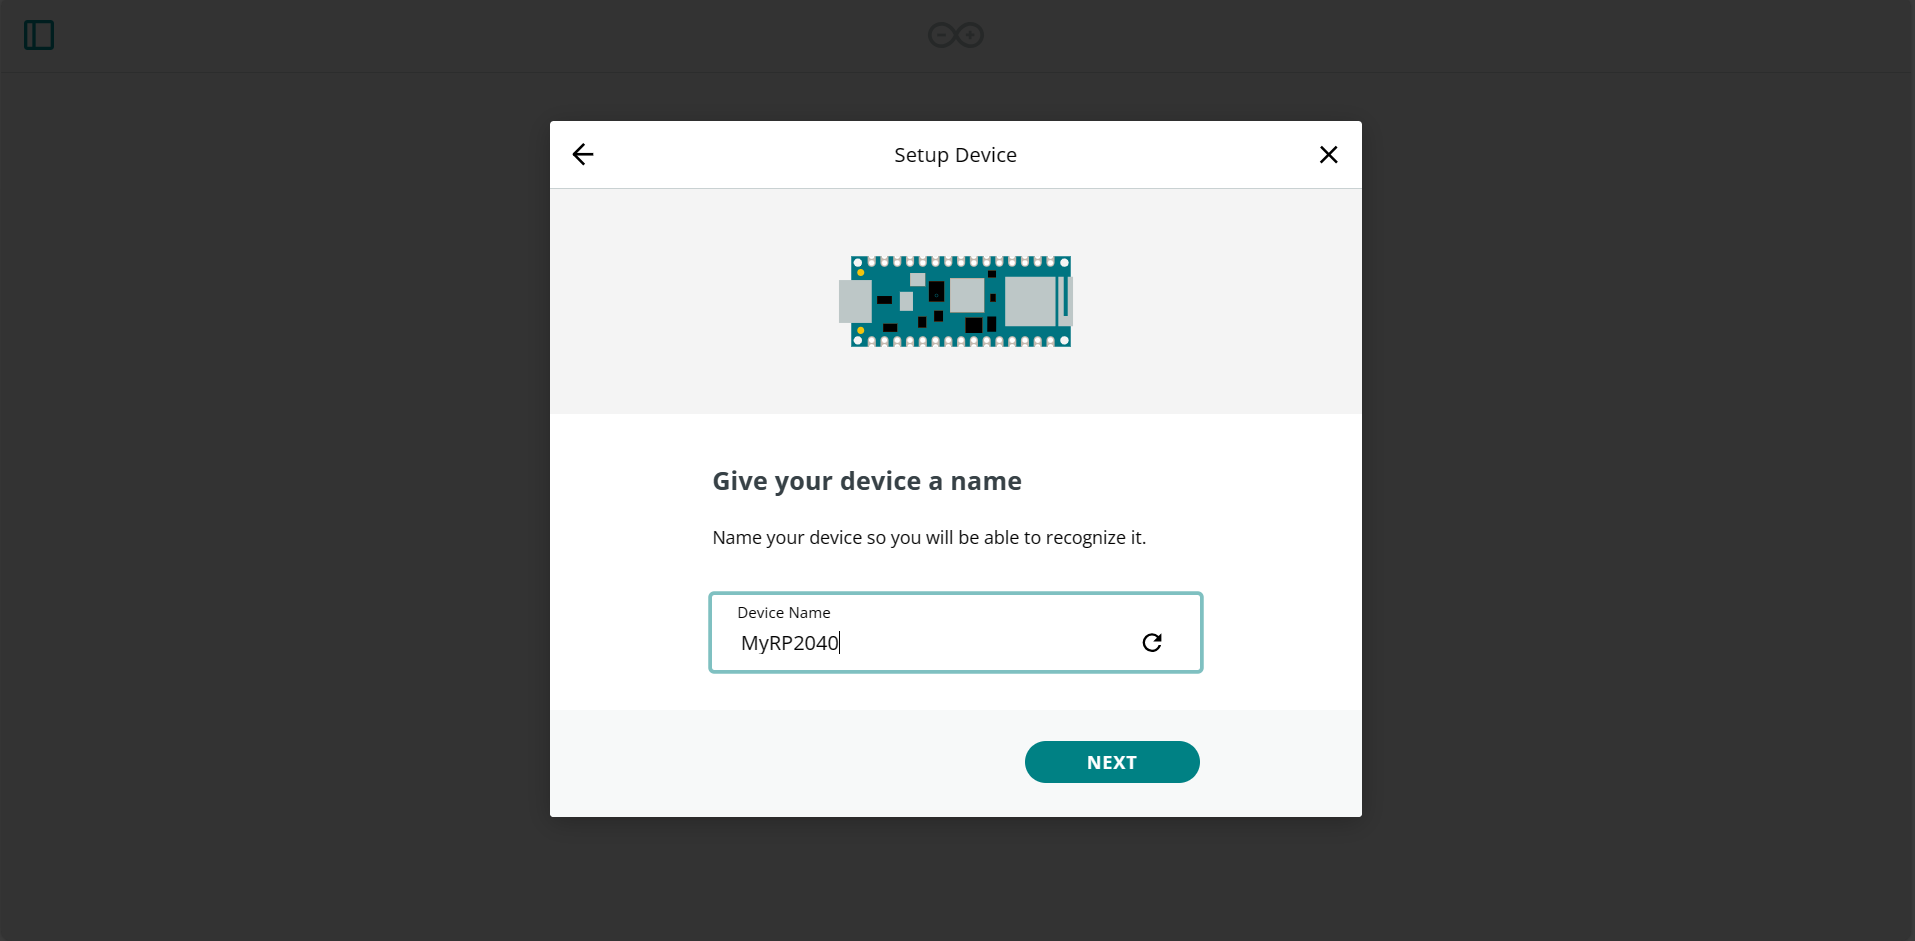 Setup Device
Give your device a name
Name your device so you will be able to recognize it.
Device Name
MyRP2040
NEXT